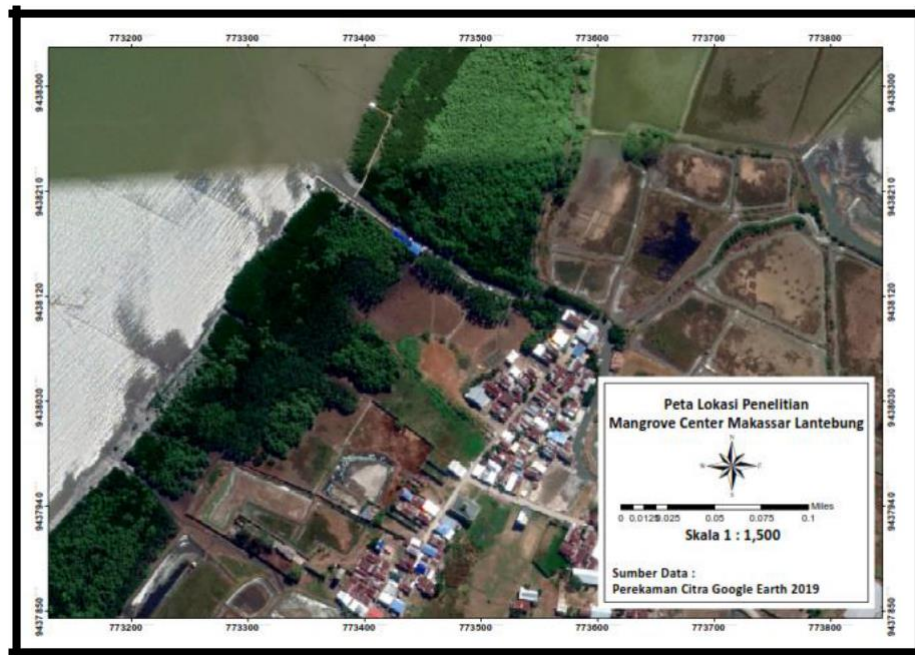 773200 773300 773400 773500 773600 773700 773800
9438300 9438300
9438210 9438210
9438120 9438120
9438030 9438030
9437940 9437940
9437850 9437850
Peta Lokasi Penelitian
Mangrove Center Makassar Lantebung
N
S
Miles
0 0.0125 0.025 0.05 0.075 0.1
Skala 1 : 1,500
Sumber Data :
Perekaman Citra Google Earth 2019
773200 773300 773400 773500 773600 773700 773800